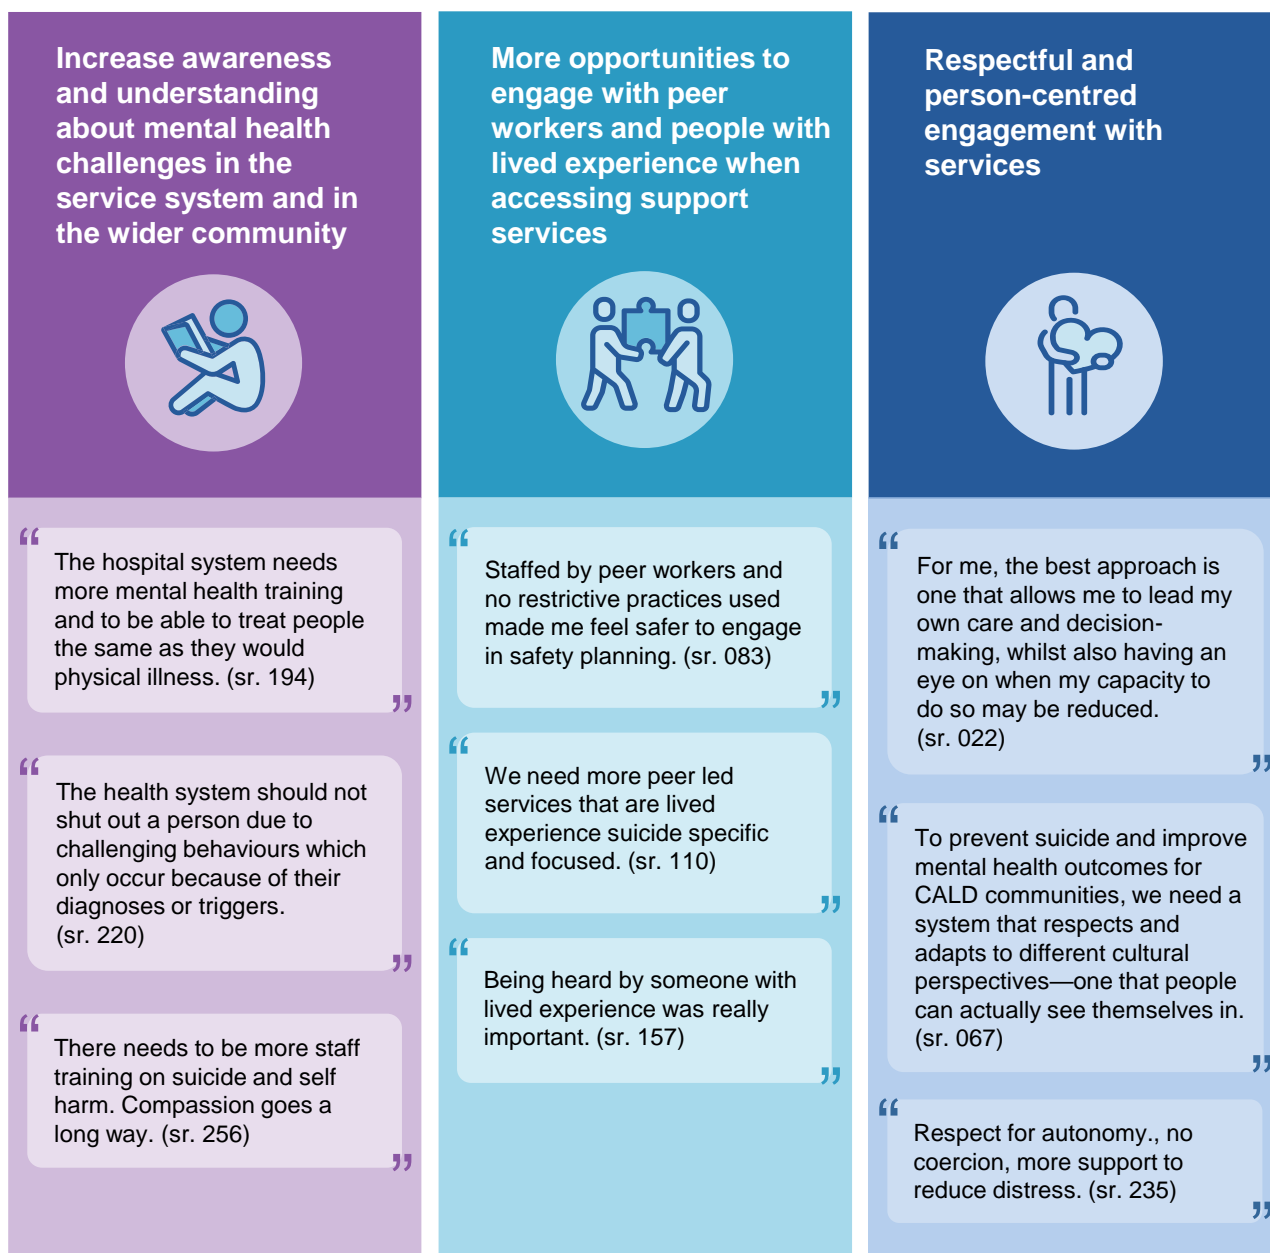 Increase awareness
and understanding
about mental health
challenges in the
service system and in
the wider community
“
The hospital system needs
more mental health training
and to be able to treat people
the same as they would
physical illness. (sr. 194)
”
“
The health system should not
shut out a person due to
challenging behaviours which
only occur because of their
diagnoses or triggers.
(sr. 220)
”
“
There needs to be more staff
training on suicide and self
harm. Compassion goes a
long way. (sr. 256)
”
More opportunities to
engage with peer
workers and people with
lived experience when
accessing support
services
“
Staffed by peer workers and
no restrictive practices used
made me feel safer to engage
in safety planning. (sr. 083)
”
“
We need more peer led
services that are lived
experience suicide specific
and focused. (sr. 110)
”
“
Being heard by someone with
lived experience was really
important. (sr. 157)
”
Respectful and
person-centred
engagement with
services
“
For me, the best approach is
one that allows me to lead my
own care and decision-
making, whilst also having an
eye on when my capacity to
do so may be reduced.
(sr. 022)
”
“
To prevent suicide and improve
mental health outcomes for
CALD communities, we need a
system that respects and
adapts to different cultural
perspectives—one that people
can actually see themselves in.
(sr. 067)
”
“
Respect for autonomy., no
coercion, more support to
reduce distress. (sr. 235)
”